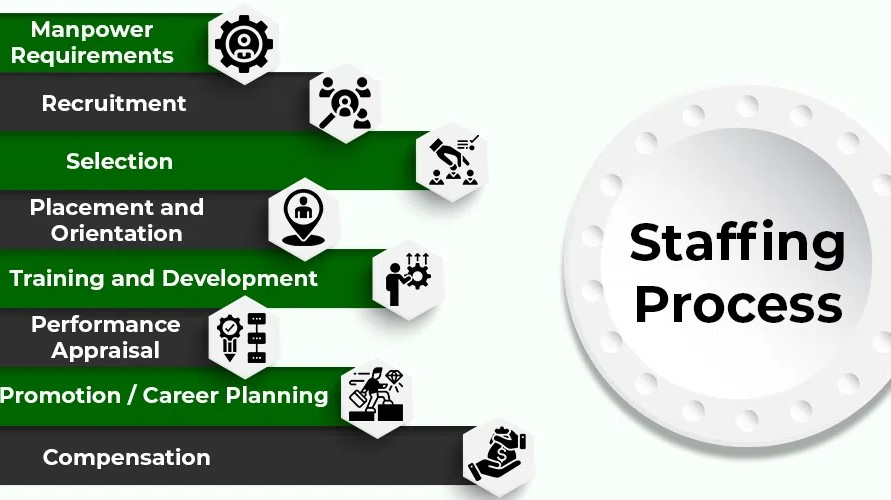 Manpower
Requirements
Recruitment
Selection
Placement and
Orientation
Training and Development
Performance
Appraisal
Promotion / Career Planning
Compensation
Staffing
Process